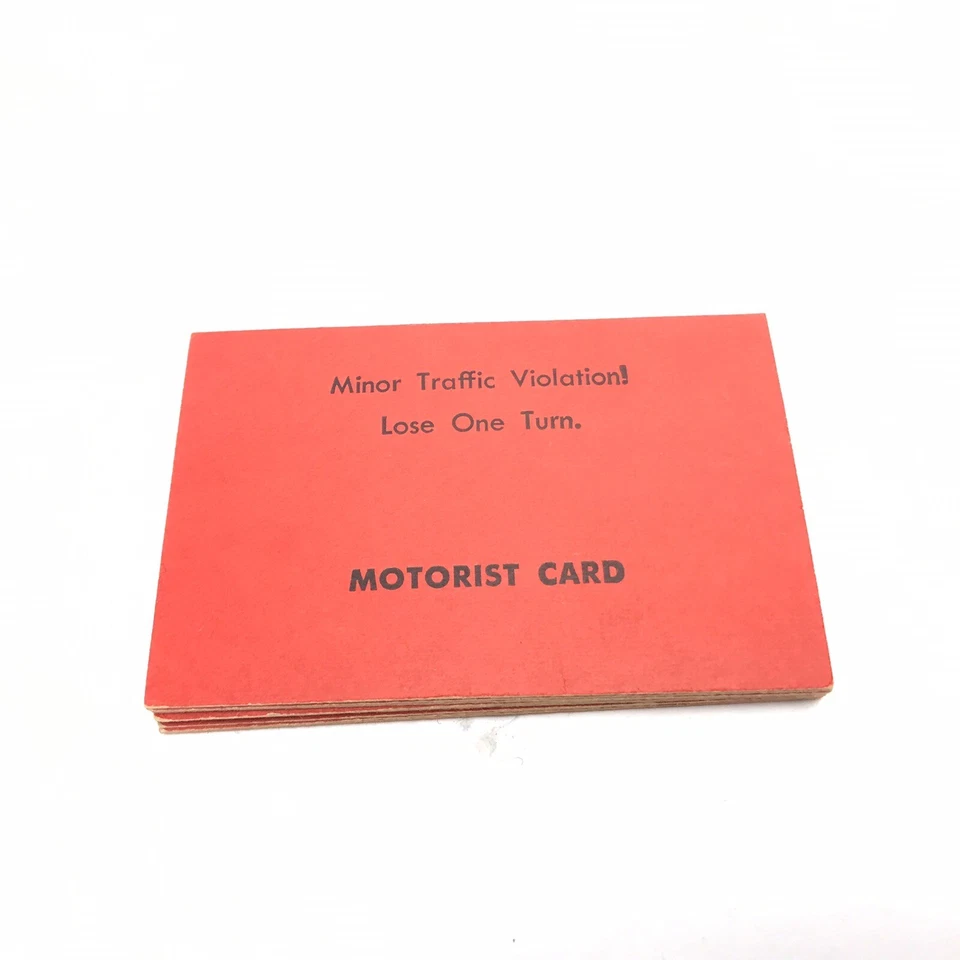 Minor Traffic Violation!
Lose One Turn.
MOTORIST CARD